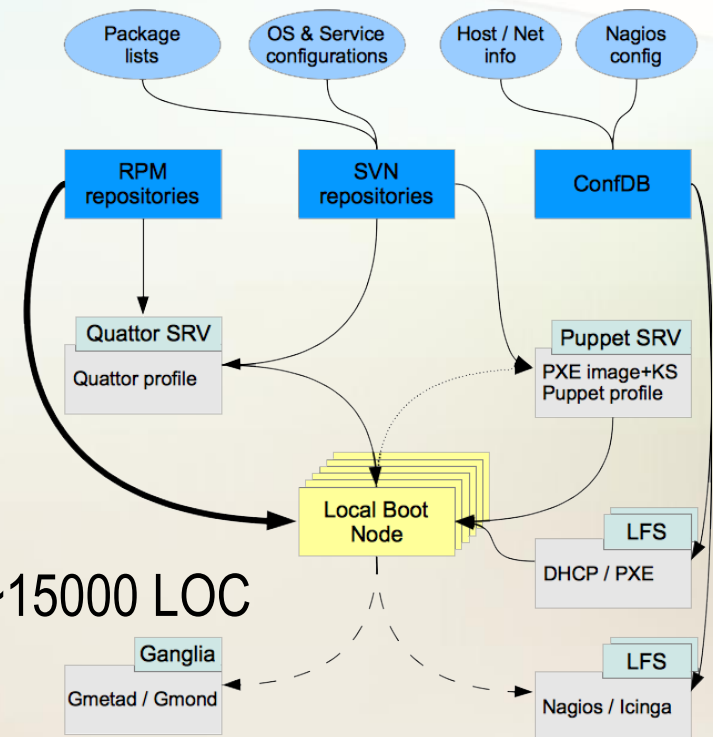 Package
lists
OS & Service
configurations
Host / Net
info
Nagios
config
RPM
repositories
SVN
repositories
ConfDB
Quattor SRV
Quattor profile
Puppet SRV
PXE image+KS
Puppet profile
Local Boot
Node
LFS
DHCP / PXE
~15000 LOC
Ganglia
Gmetad / Gmond
LFS
Nagios / Icinga